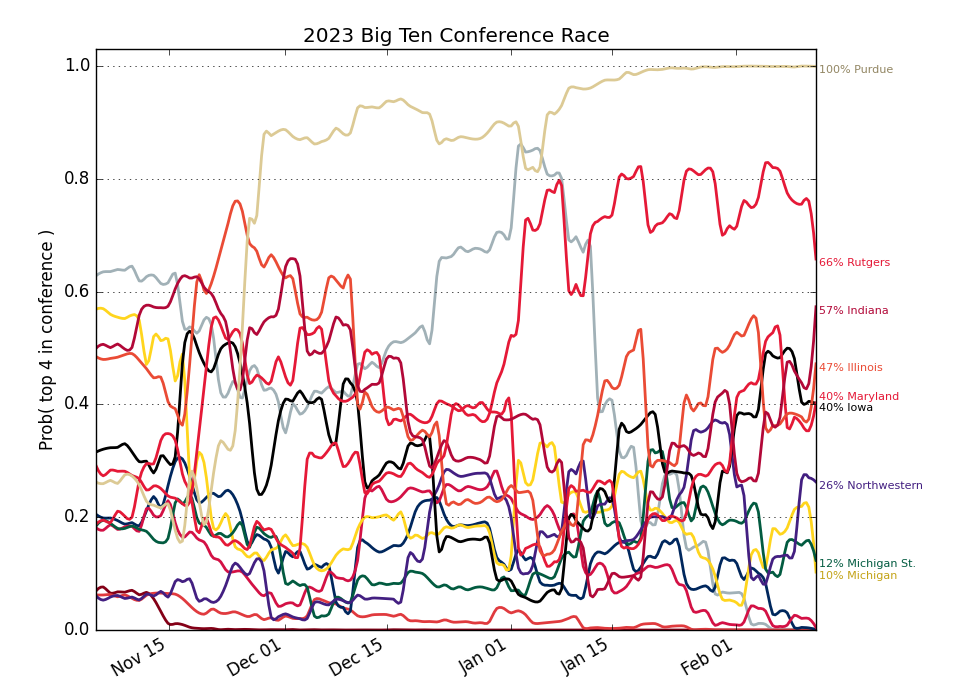 2023 Big Ten Conference Race
Prob( top 4 in conference )
1.0
0.8
0.6
0.4
0.2
0.0
Nov 15
Dec 01
Dec 15
Jan 01
Jan 15
Feb 01
100% Purdue
66% Rutgers
57% Indiana
47% Illinois
40% Maryland
40% Iowa
26% Northwestern
12% Michigan St.
10% Michigan